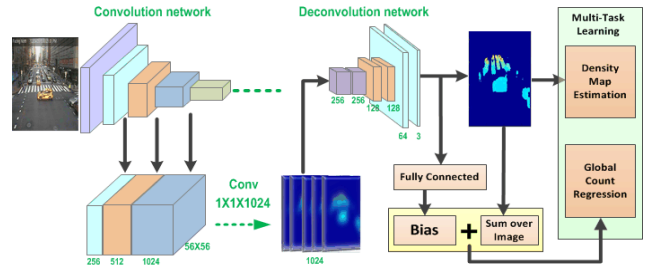 Convolution network
Deconvolution network
Multi-Task
Learning
Density
Map
Estimation
256
256
128
128
64
3
Global
Count
Regression
Fully Connected
Conv
1X1X1024
Bias
+
Sum over
Image
256
512
1024
56X56
1024